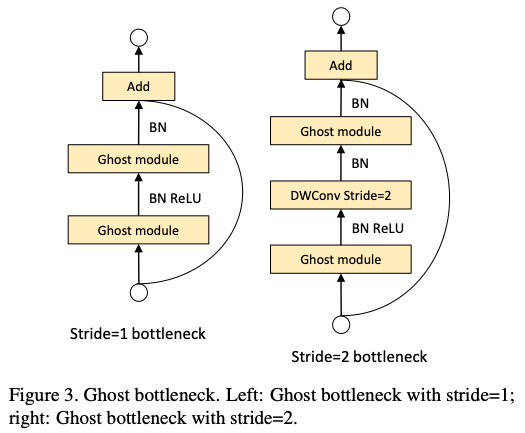 Add
BN
Ghost module
BN ReLU
Ghost module
Stride=1 bottleneck
Add
BN
Ghost module
BN
DWConv Stride=2
BN ReLU
Ghost module
Stride=2 bottleneck
Figure 3. Ghost bottleneck. Left: Ghost bottleneck with stride=1;
right: Ghost bottleneck with stride=2.